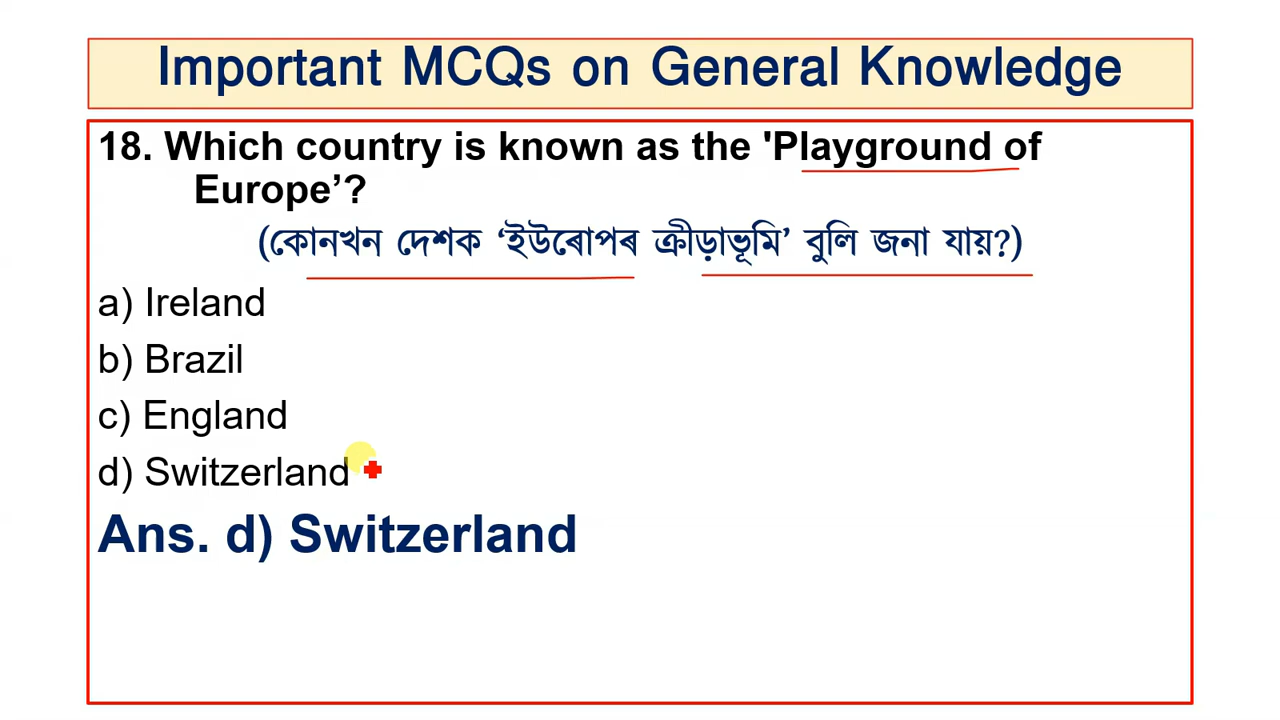 Important MCQs on General Knowledge
18. Which country is known as the 'Playground of
Europe’?
(কোনখন দেশক ‘ইউৰোপৰ ক্ৰীড়াভূমি’ বুলি জনা যায়?)
a) Ireland
b) Brazil
c) England
d) Switzerland
Ans. d) Switzerland